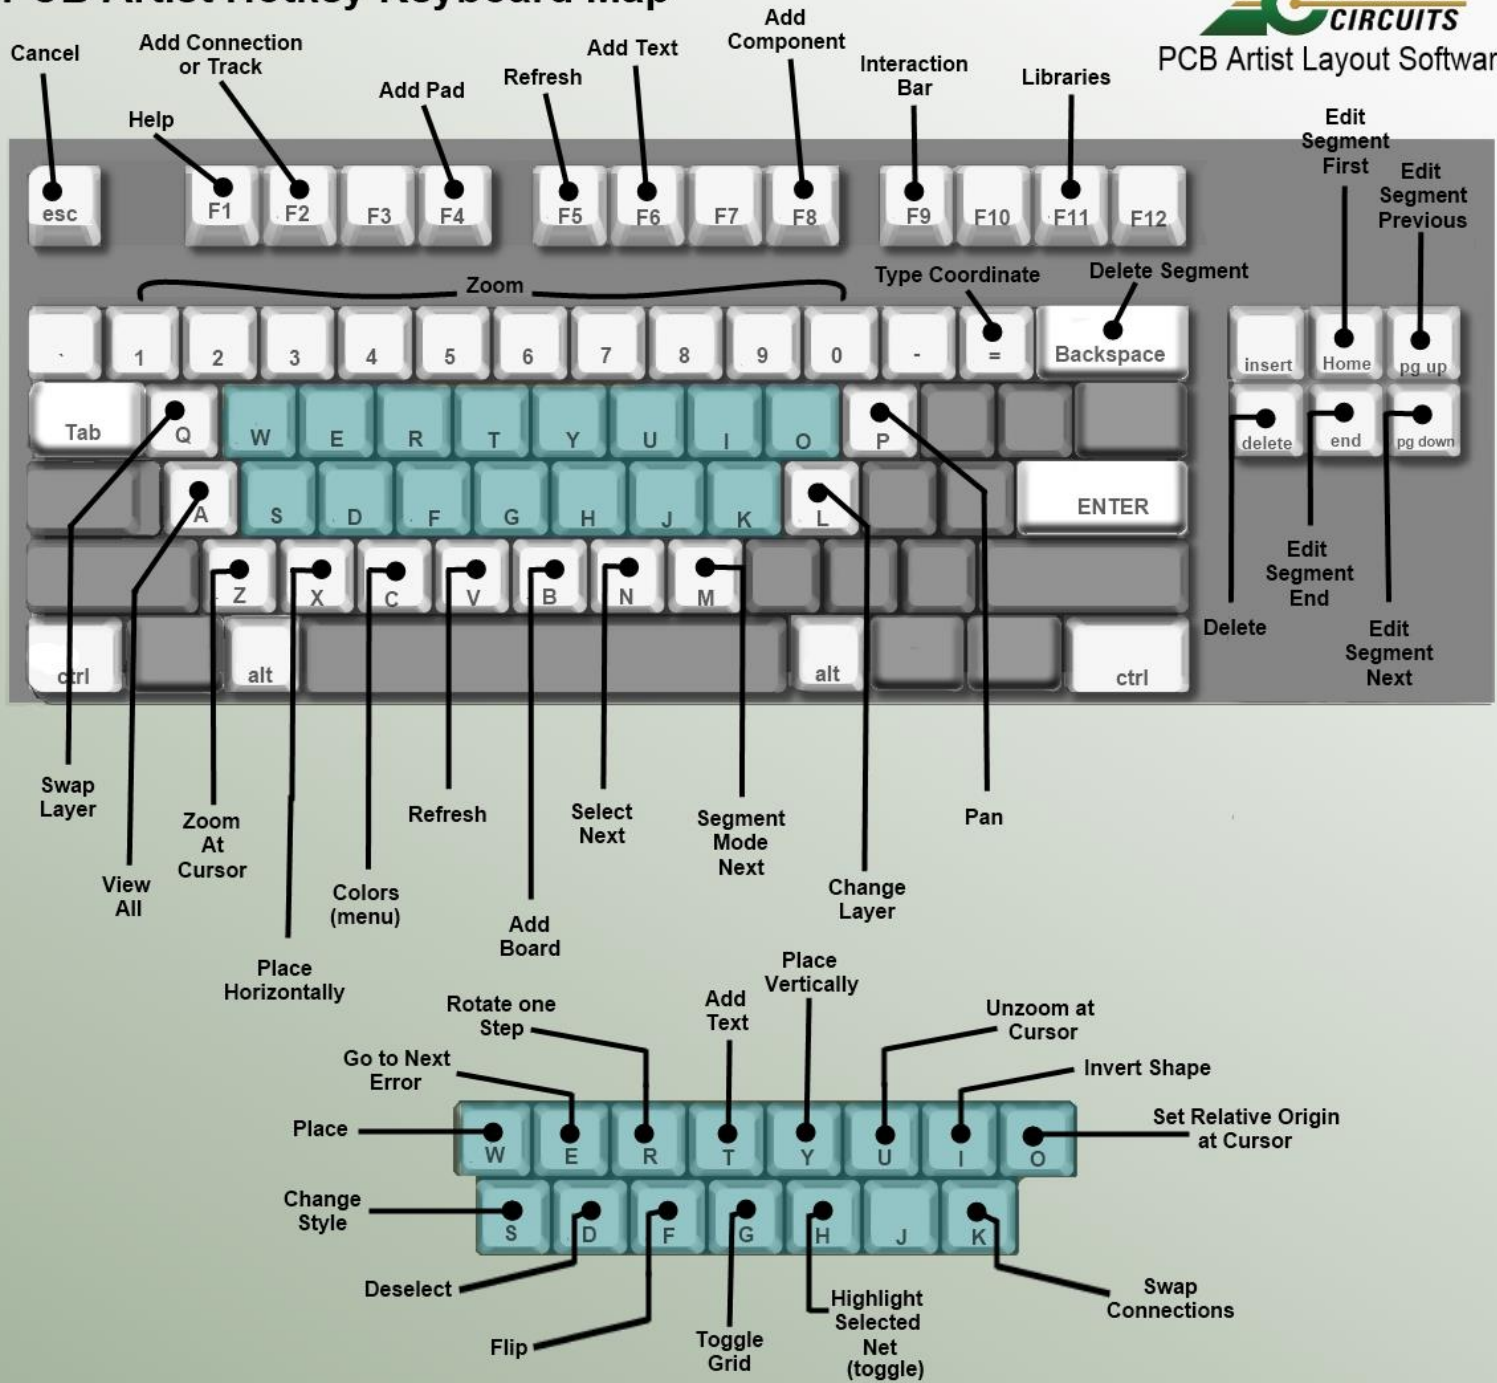 PCB Artist Hotkey Keyboard Map
CIRCUITS
PCB Artist Layout Softwar
Cancel
Add Connection
or Track
Help
Add Pad
Refresh
Add Text
Add
Component
Interaction
Bar
Libraries
Edit
Segment
First
Edit
Segment
Previous
esc
F1
F2
F3
F4
F5
F6
F7
F8
F9
F10
F11
F12
Zoom
Type Coordinate
Delete Segment
1
2
3
4
5
6
7
8
9
0
-
=
Backspace
insert
Home
pg up
Tab
Q
W
E
R
T
Y
U
I
O
P
delete
end
pg down
A
S
D
F
G
H
J
K
L
ENTER
Z
X
C
V
B
N
M
ctrl
alt
alt
ctrl
Delete
Edit
Segment
End
Edit
Segment
Next
Swap
Layer
View
All
Zoom
At
Cursor
Place
Horizontally
Colors
(menu)
Refresh
Add
Board
Select
Next
Segment
Mode
Next
Change
Layer
Pan
Rotate one
Step
Go to Next
Error
Add
Text
Place
Vertically
Unzoom at
Cursor
Invert Shape
Set Relative Origin
at Cursor
Place
W
E
R
T
Y
U
I
O
Change
Style
S
D
F
G
H
J
K
Deselect
Flip
Toggle
Grid
Highlight
Selected
Net
(toggle)
Swap
Connections